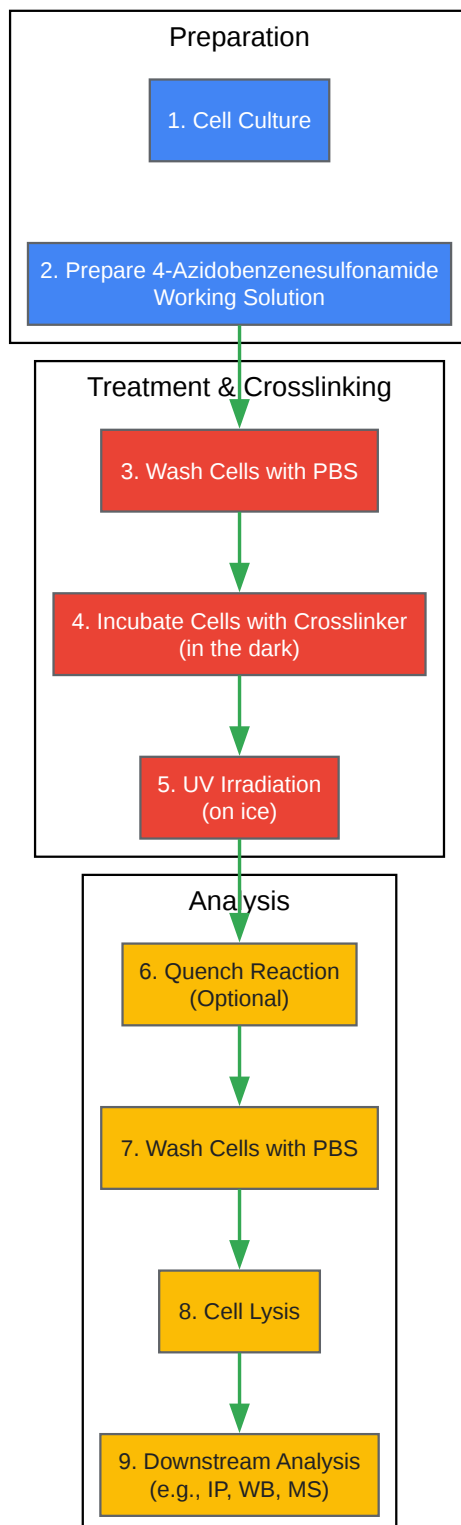 Preparation
1. Cell Culture
2. Prepare 4-Azidobenzenesulfonamide
Working Solution
Treatment & Crosslinking
3. Wash Cells with PBS
4. Incubate Cells with Crosslinker
(in the dark)
5. UV Irradiation
(on ice)
Analysis
6. Quench Reaction
(Optional)
7. Wash Cells with PBS
8. Cell Lysis
9. Downstream Analysis
(e.g., IP, WB, MS)